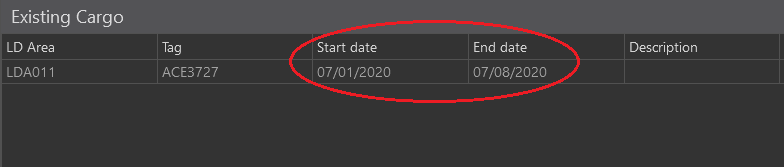 Existing Cargo
LD Area Tag Start date End date Description
LDA011 ACE3727 07/01/2020 07/08/2020